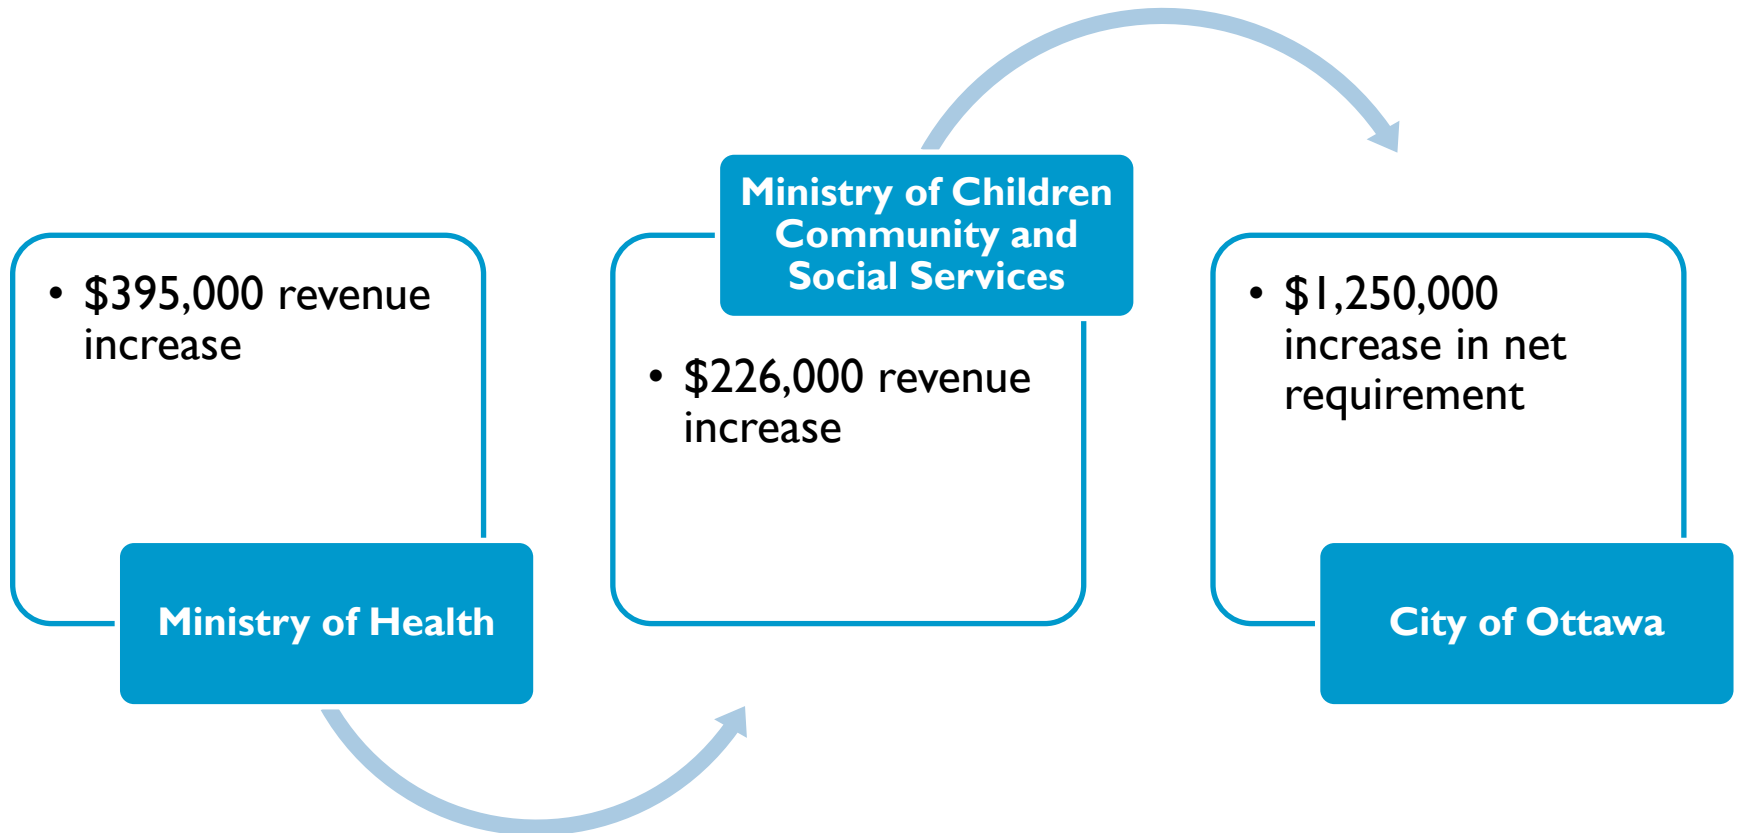 • $395,000 revenue
increase
Ministry of Health
Ministry of Children
Community and
Social Services
• $226,000 revenue
increase
• $1,250,000
increase in net
requirement
City of Ottawa